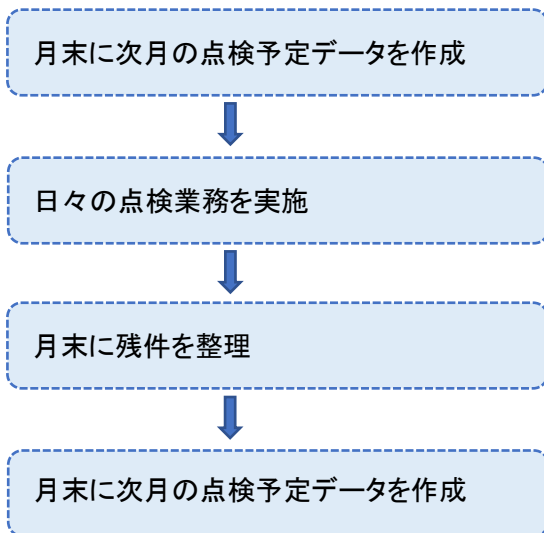 月末に次月の点検予定データを作成
日々の点検業務を実施
月末に残件を整理
月末に次月の点検予定データを作成